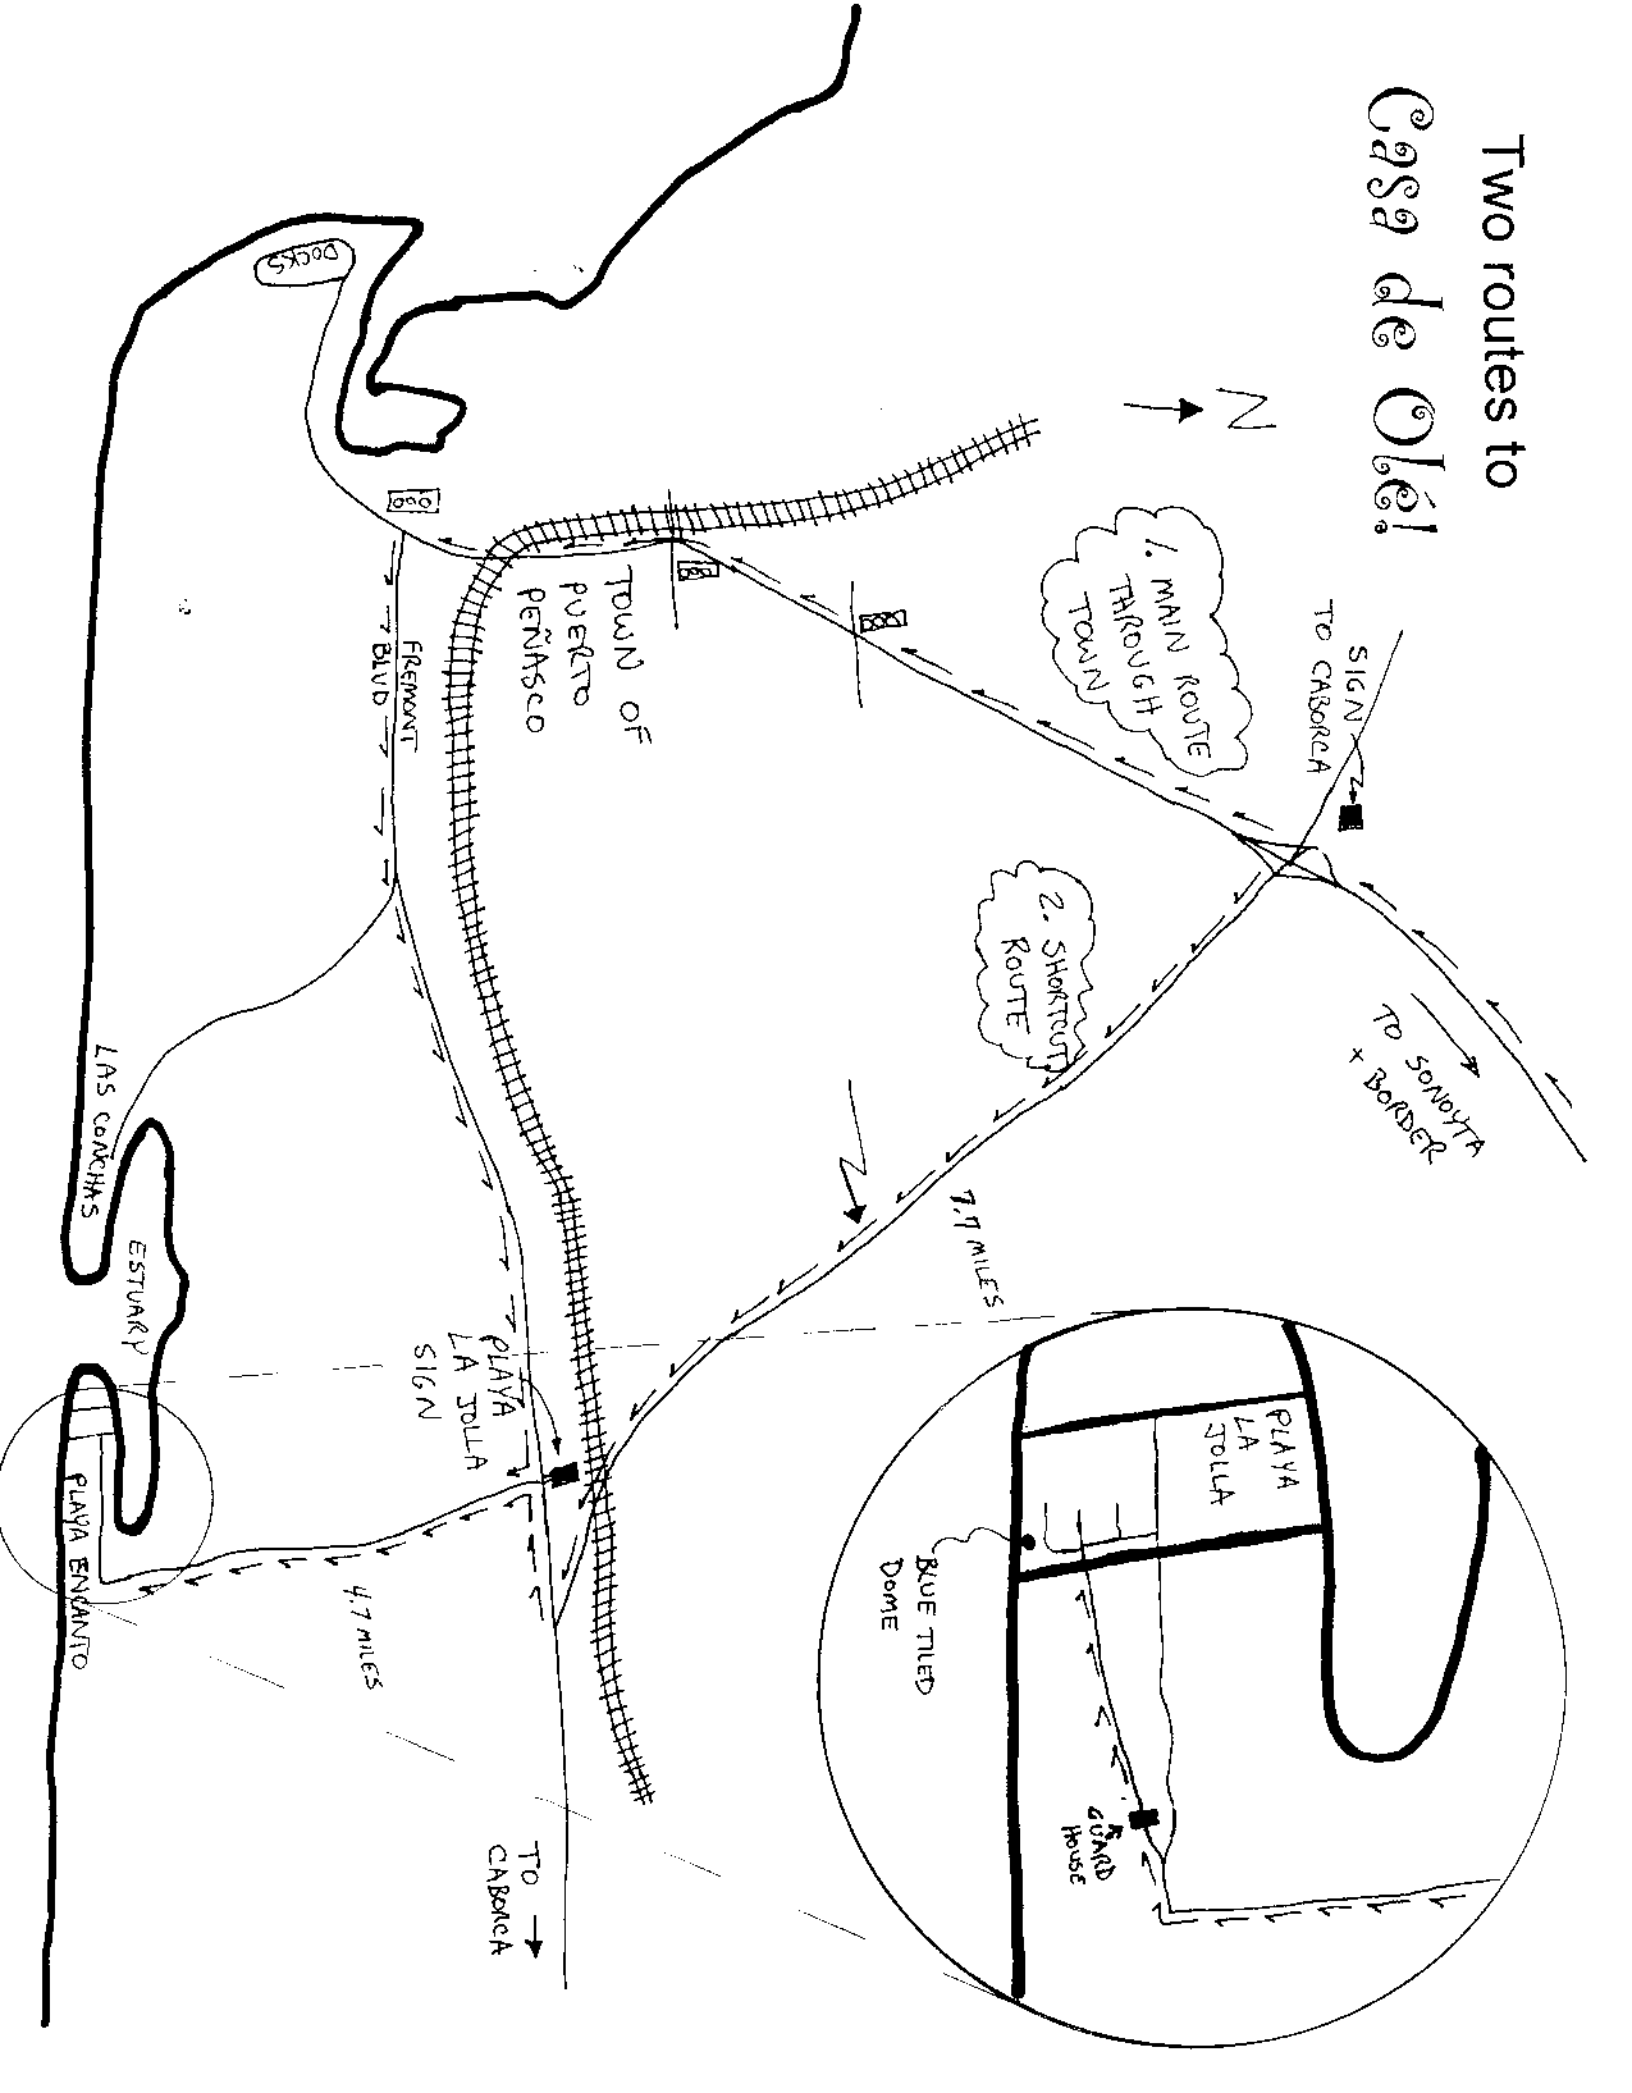 Two routes to
Casa de Olé!
N
1. MAIN ROUTE
THROUGH
TOWN
SIGN
TO CABORCA
TO SONOYTA
+ BORDER
2. SHORTCUT
ROUTE
7.7 MILES
TOWN OF
PUERTO
PEÑASCO
DOCKS
FREMONT
BLVD
LAS CONCHAS
ESTUARY
PLAYA
LA JOLLA
SIGN
PLAYA ENCANTO
4.7 MILES
TO
CABORCA
PLAYA
LA
JOLLA
BLUE TILED
DOME
GUARD
HOUSE